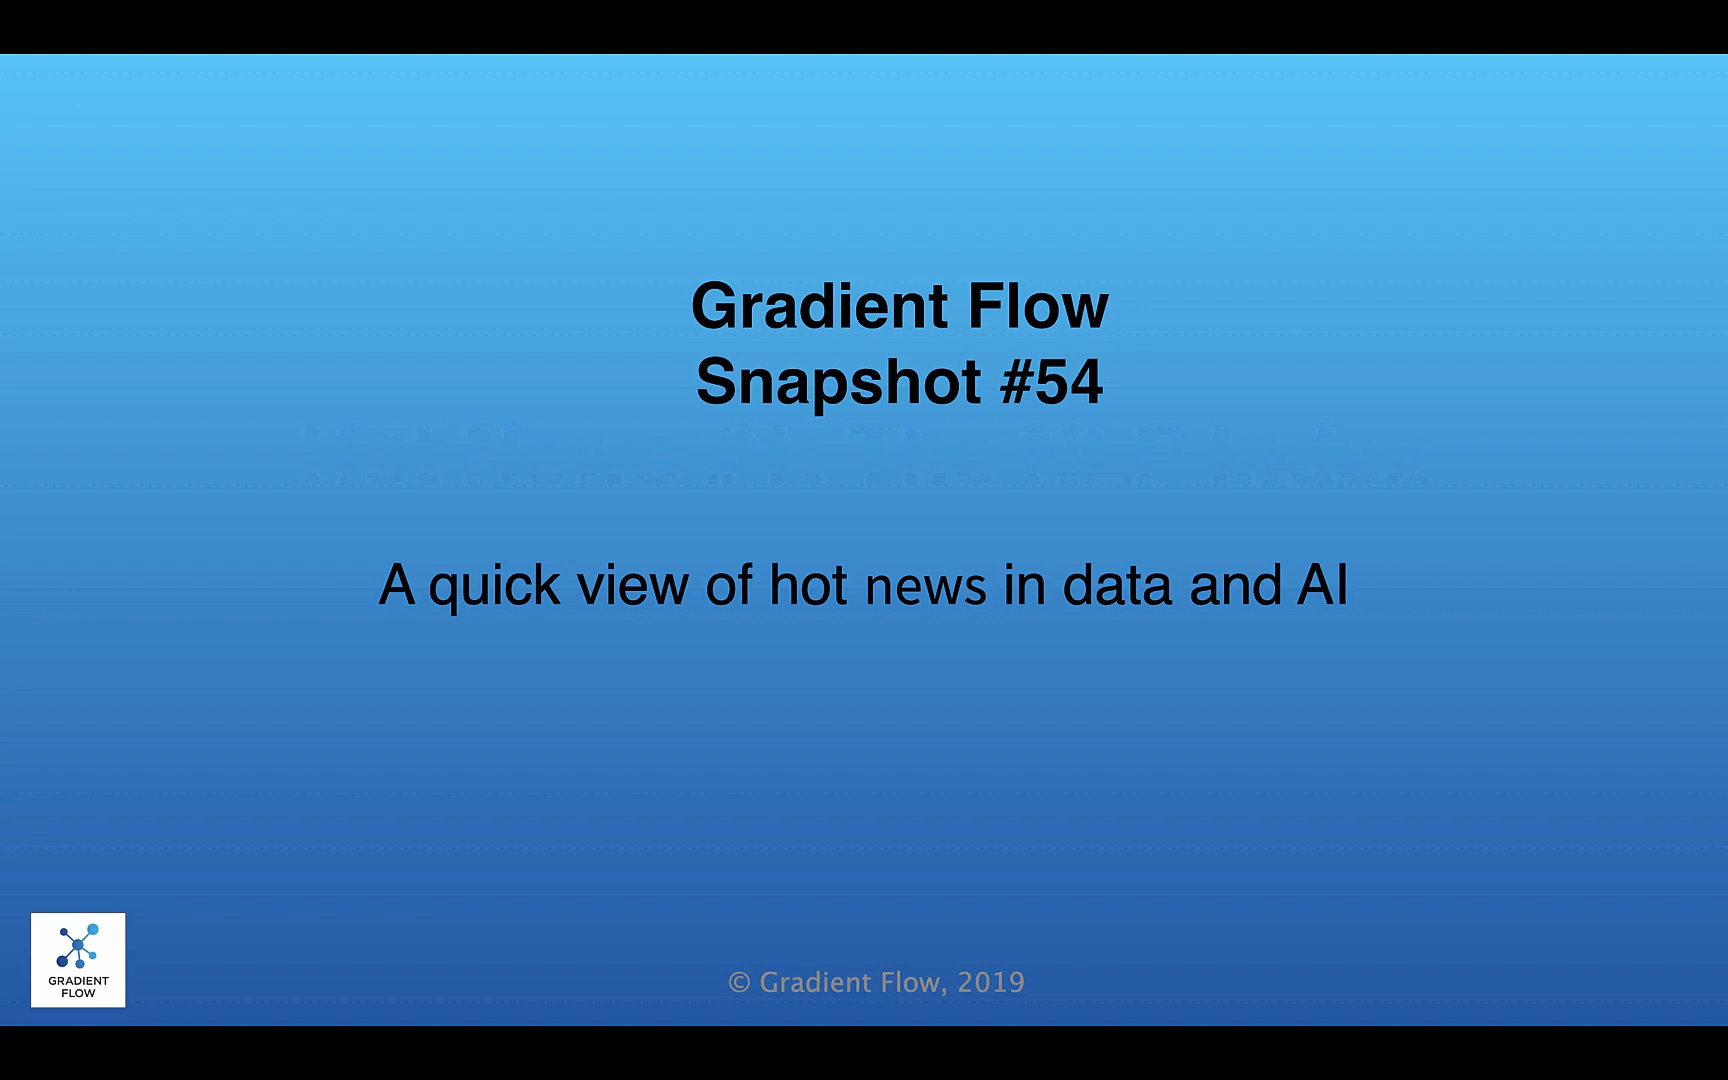 Gradient Flow
Snapshot #54
A quick view of hot news in data and AI
GRADIENT
FLOW
© Gradient Flow, 2019